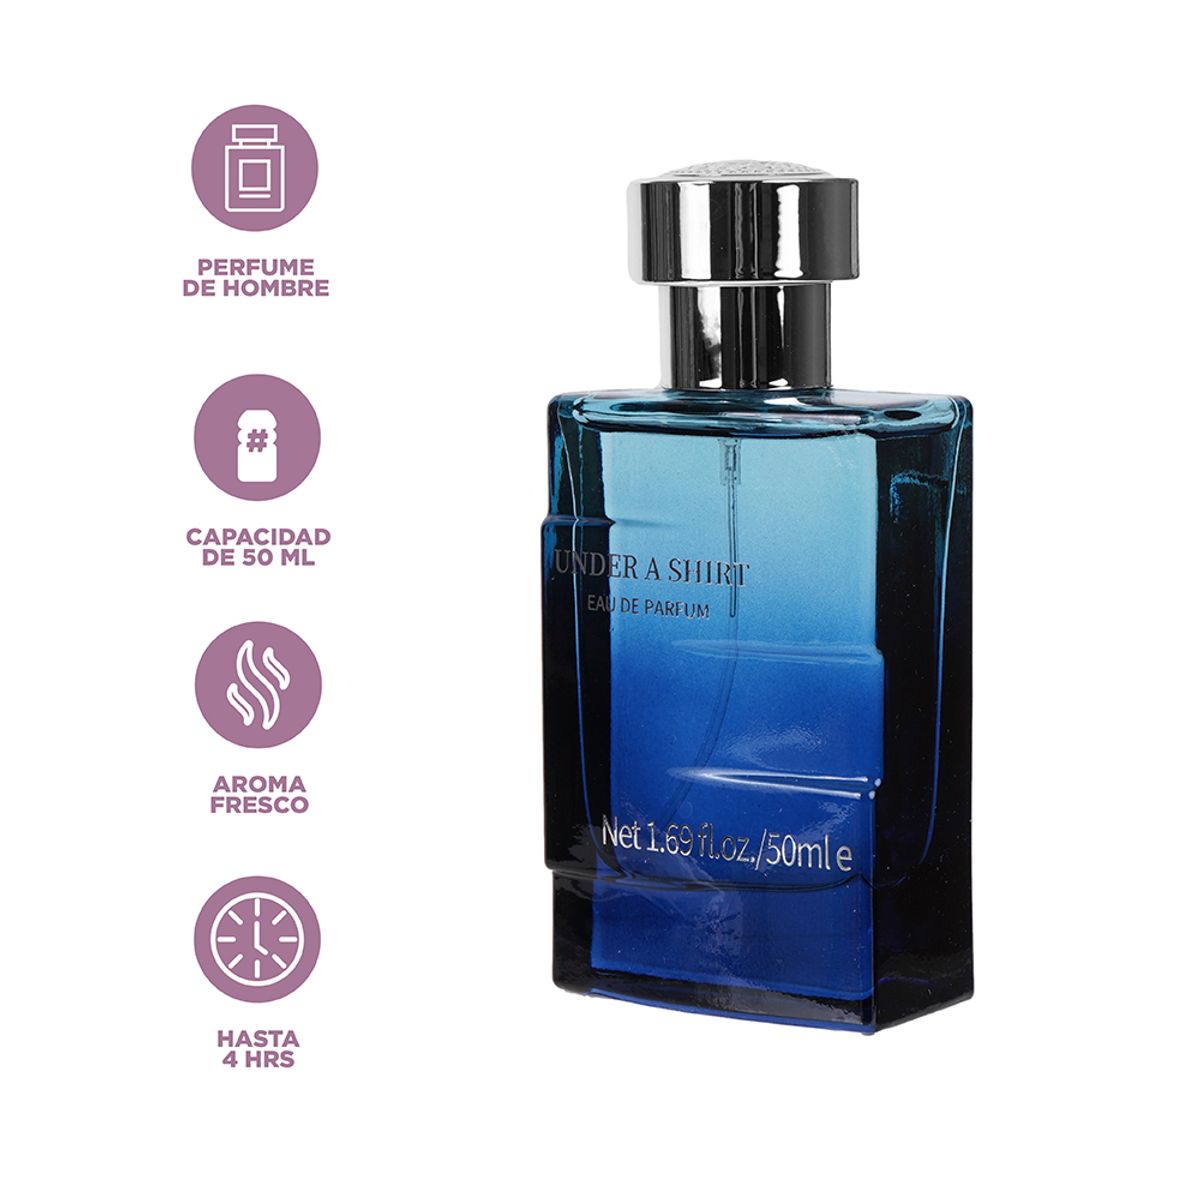 PERFUME
DE HOMBRE
#
CAPACIDAD
DE 50 ML
AROMA
FRESCO
HASTA
4 HRS
UNDER A SHIRT
EAU DE PARFUM
Net 1.69 fl.oz./50ml e